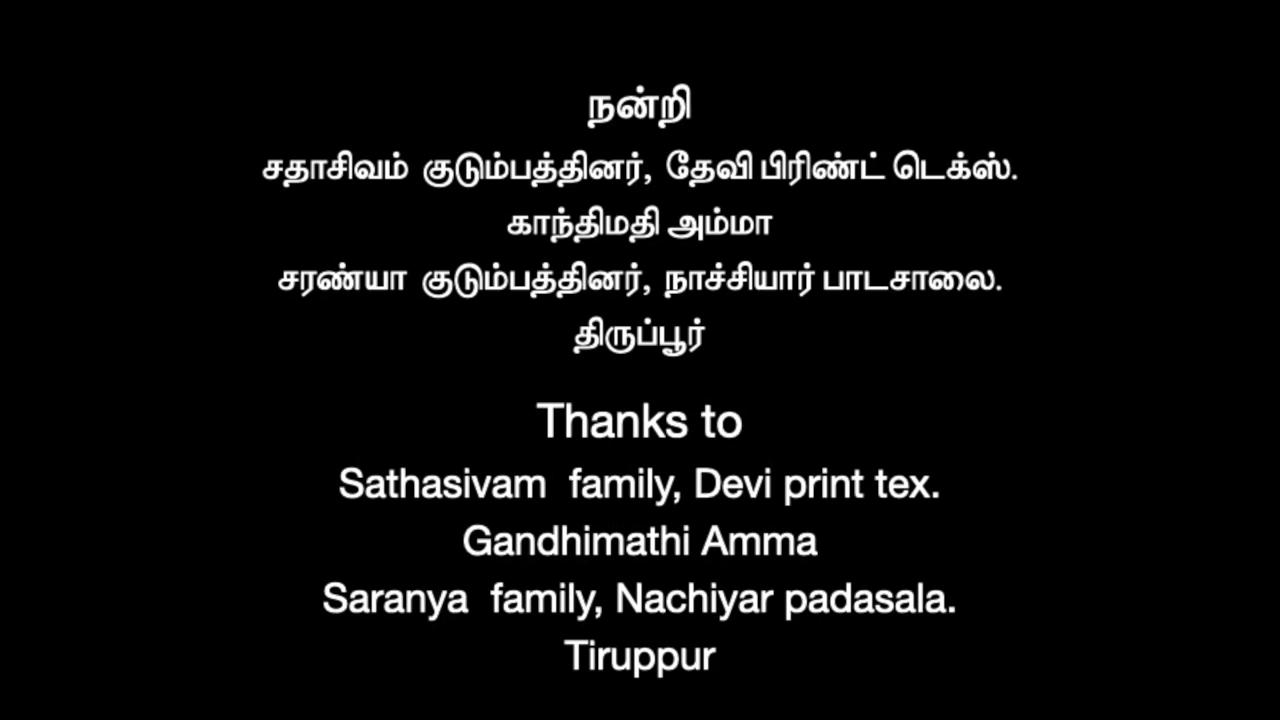 நன்றி
சதாசிவம் குடும்பத்தினர், தேவி பிரிண்ட் டெக்ஸ்.
காந்திமதி அம்மா
சரண்யா குடும்பத்தினர், நாச்சியார் பாடசாலை.
திருப்பூர்
Thanks to
Sathasivam family, Devi print tex.
Gandhimathi Amma
Saranya family, Nachiyar padasala.
Tiruppur